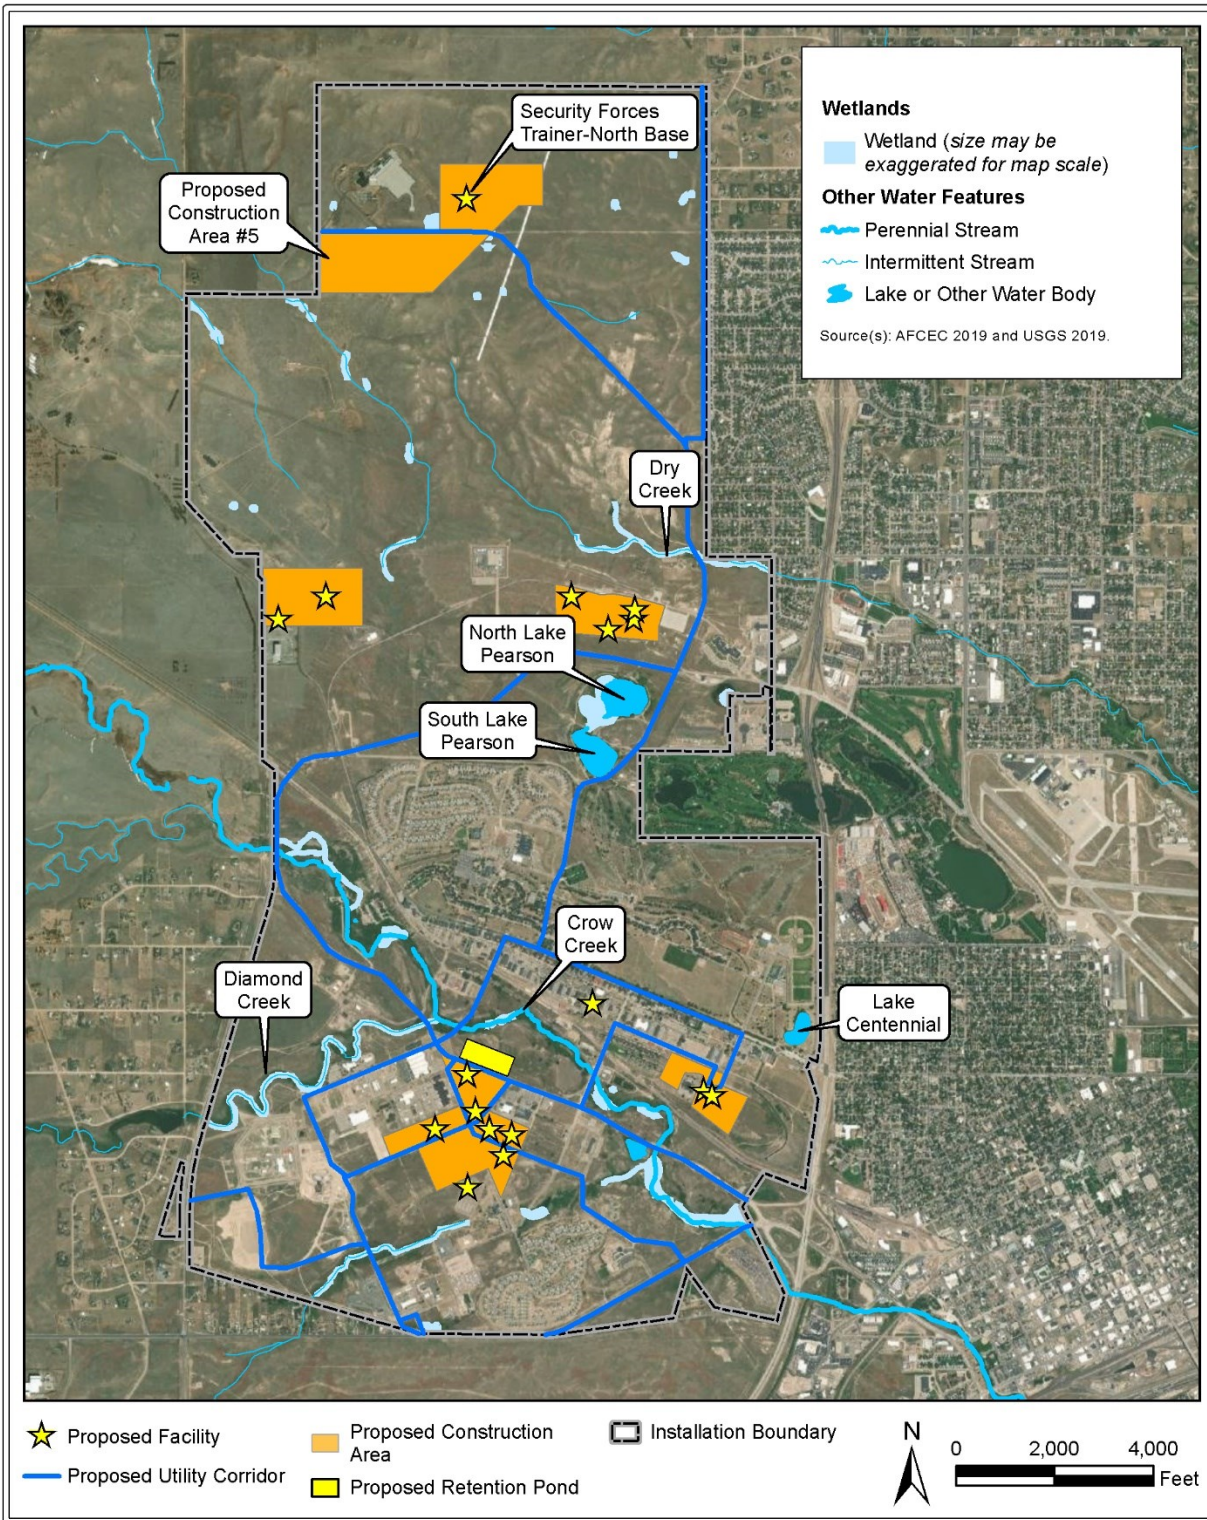 Security Forces
Trainer-North Base
Proposed
Construction
Area #5
Wetlands
Wetland (size may be
exaggerated for map scale)
Other Water Features
Perennial Stream
Intermittent Stream
Lake or Other Water Body
Source(s): AFCEC 2019 and USGS 2019.
Dry
Creek
North Lake
Pearson
South Lake
Pearson
Crow
Creek
Diamond
Creek
Lake
Centennial
Proposed Facility
Proposed Utility Corridor
Proposed Construction
Area
Proposed Retention Pond
Installation Boundary
N
0 2,000 4,000
Feet